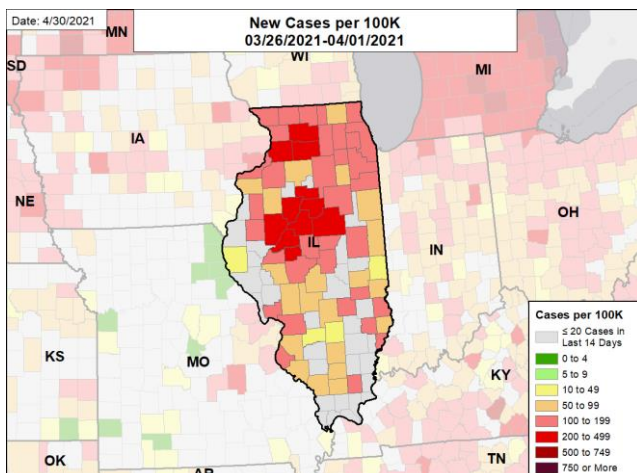 Date: 4/30/2021
New Cases per 100K
03/26/2021-04/01/2021
MN
SD
WI
MI
IA
NE
OH
IL
IN
KS
MO
KY
OK
AR
TN
Cases per 100K
≤ 20 Cases in
Last 14 Days
0 to 4
5 to 9
10 to 49
50 to 99
100 to 199
200 to 499
500 to 749
750 or More